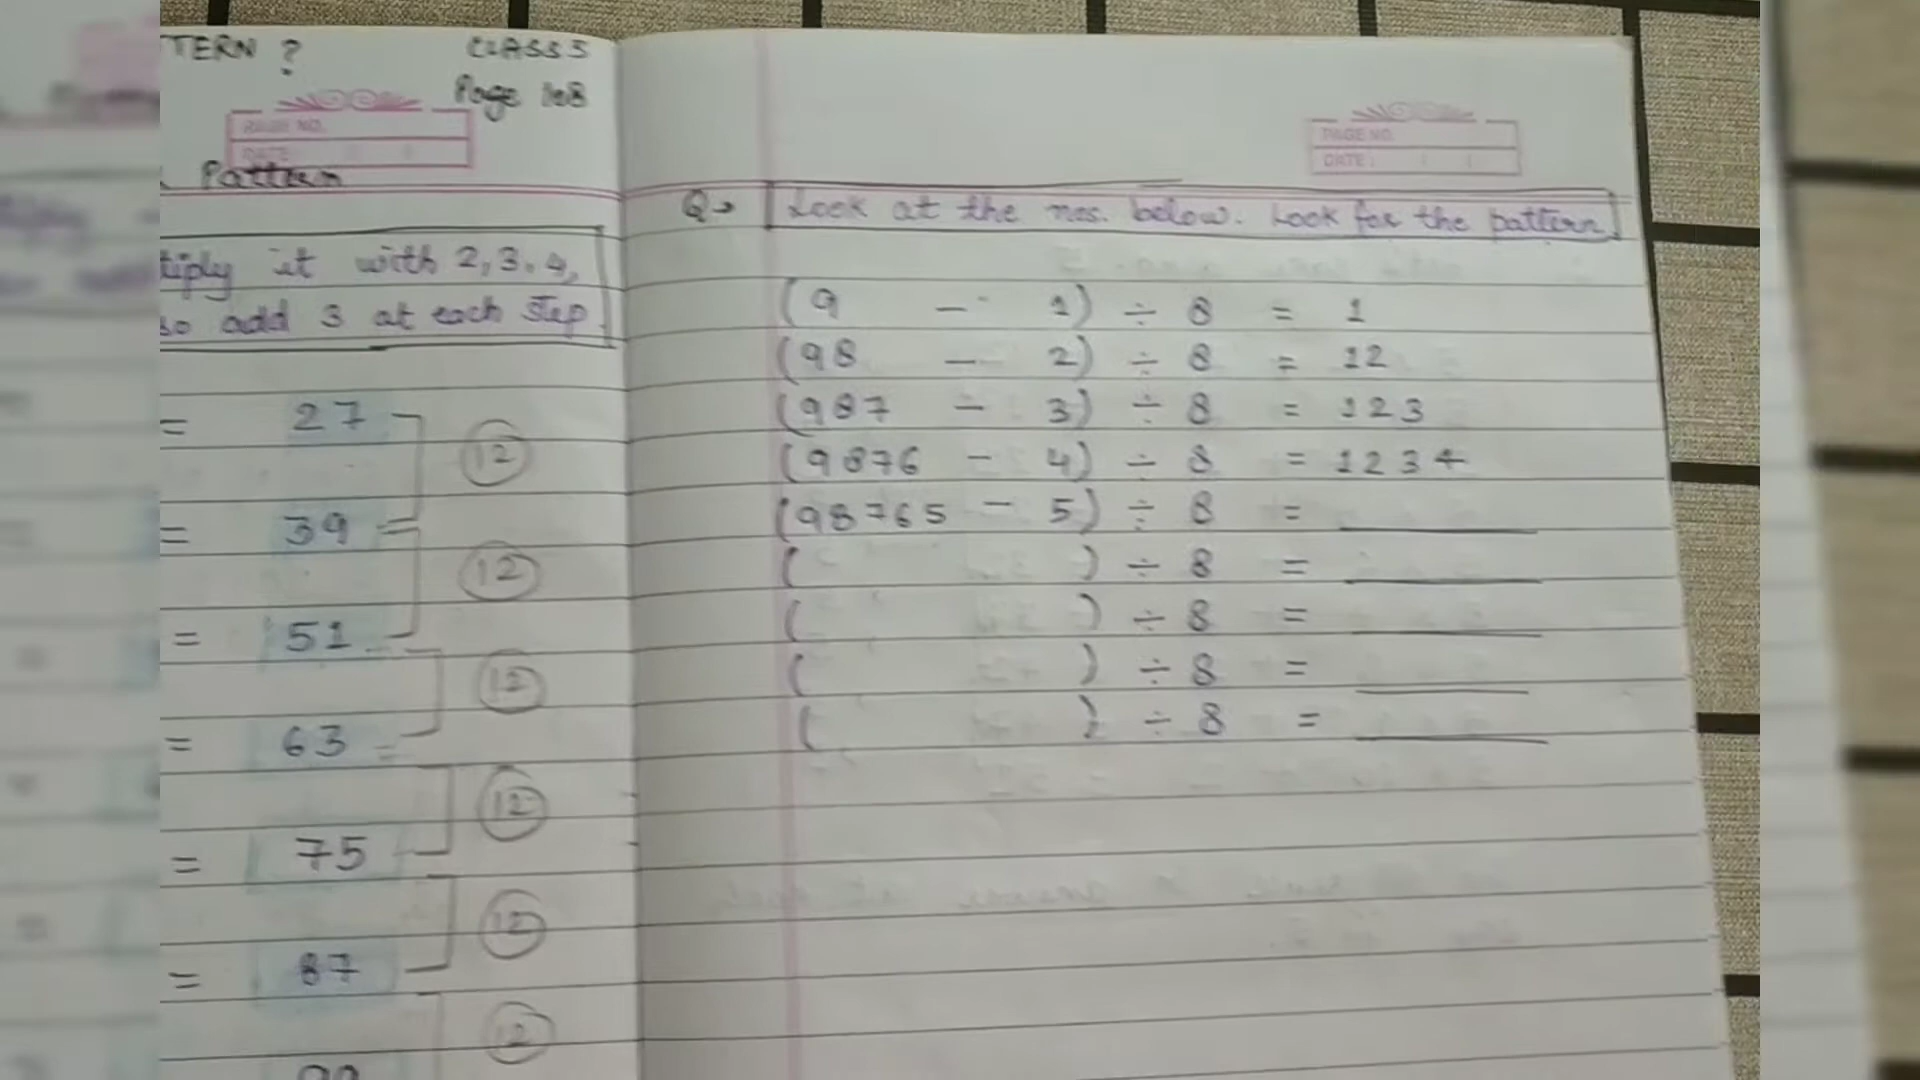 TERN ? CLASS 5
Page 108
PAGE NO.
DATE:
Pattern
tiply it with 2, 3, 4,
so add 3 at each step
= 27
12
= 39
12
= 51
12
= 63
12
= 75
12
= 87
12
PAGE NO.
DATE:
Q→ Look at the nos. below. Look for the pattern
(9 - 1) ÷ 8 = 1
(98 - 2) ÷ 8 = 12
(987 - 3) ÷ 8 = 123
(9876 - 4) ÷ 8 = 1234
(98765 - 5) ÷ 8 =
( ) ÷ 8 =
( ) ÷ 8 =
( ) ÷ 8 =
( ) ÷ 8 =